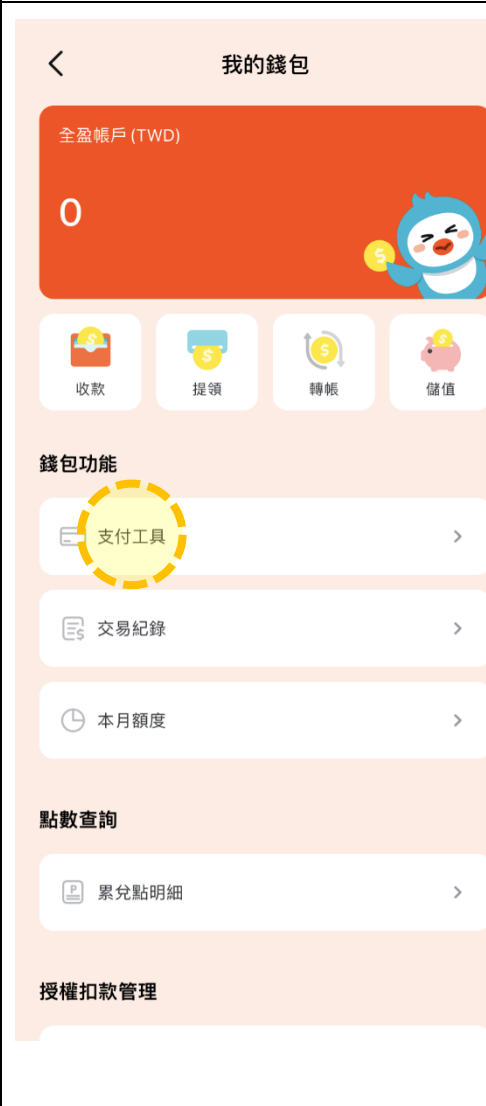 我的錢包
全盈帳戶 (TWD)
0
收款 提領 轉帳 儲值
錢包功能
支付工具
交易紀錄
本月額度
點數查詢
累兌點明細
授權扣款管理